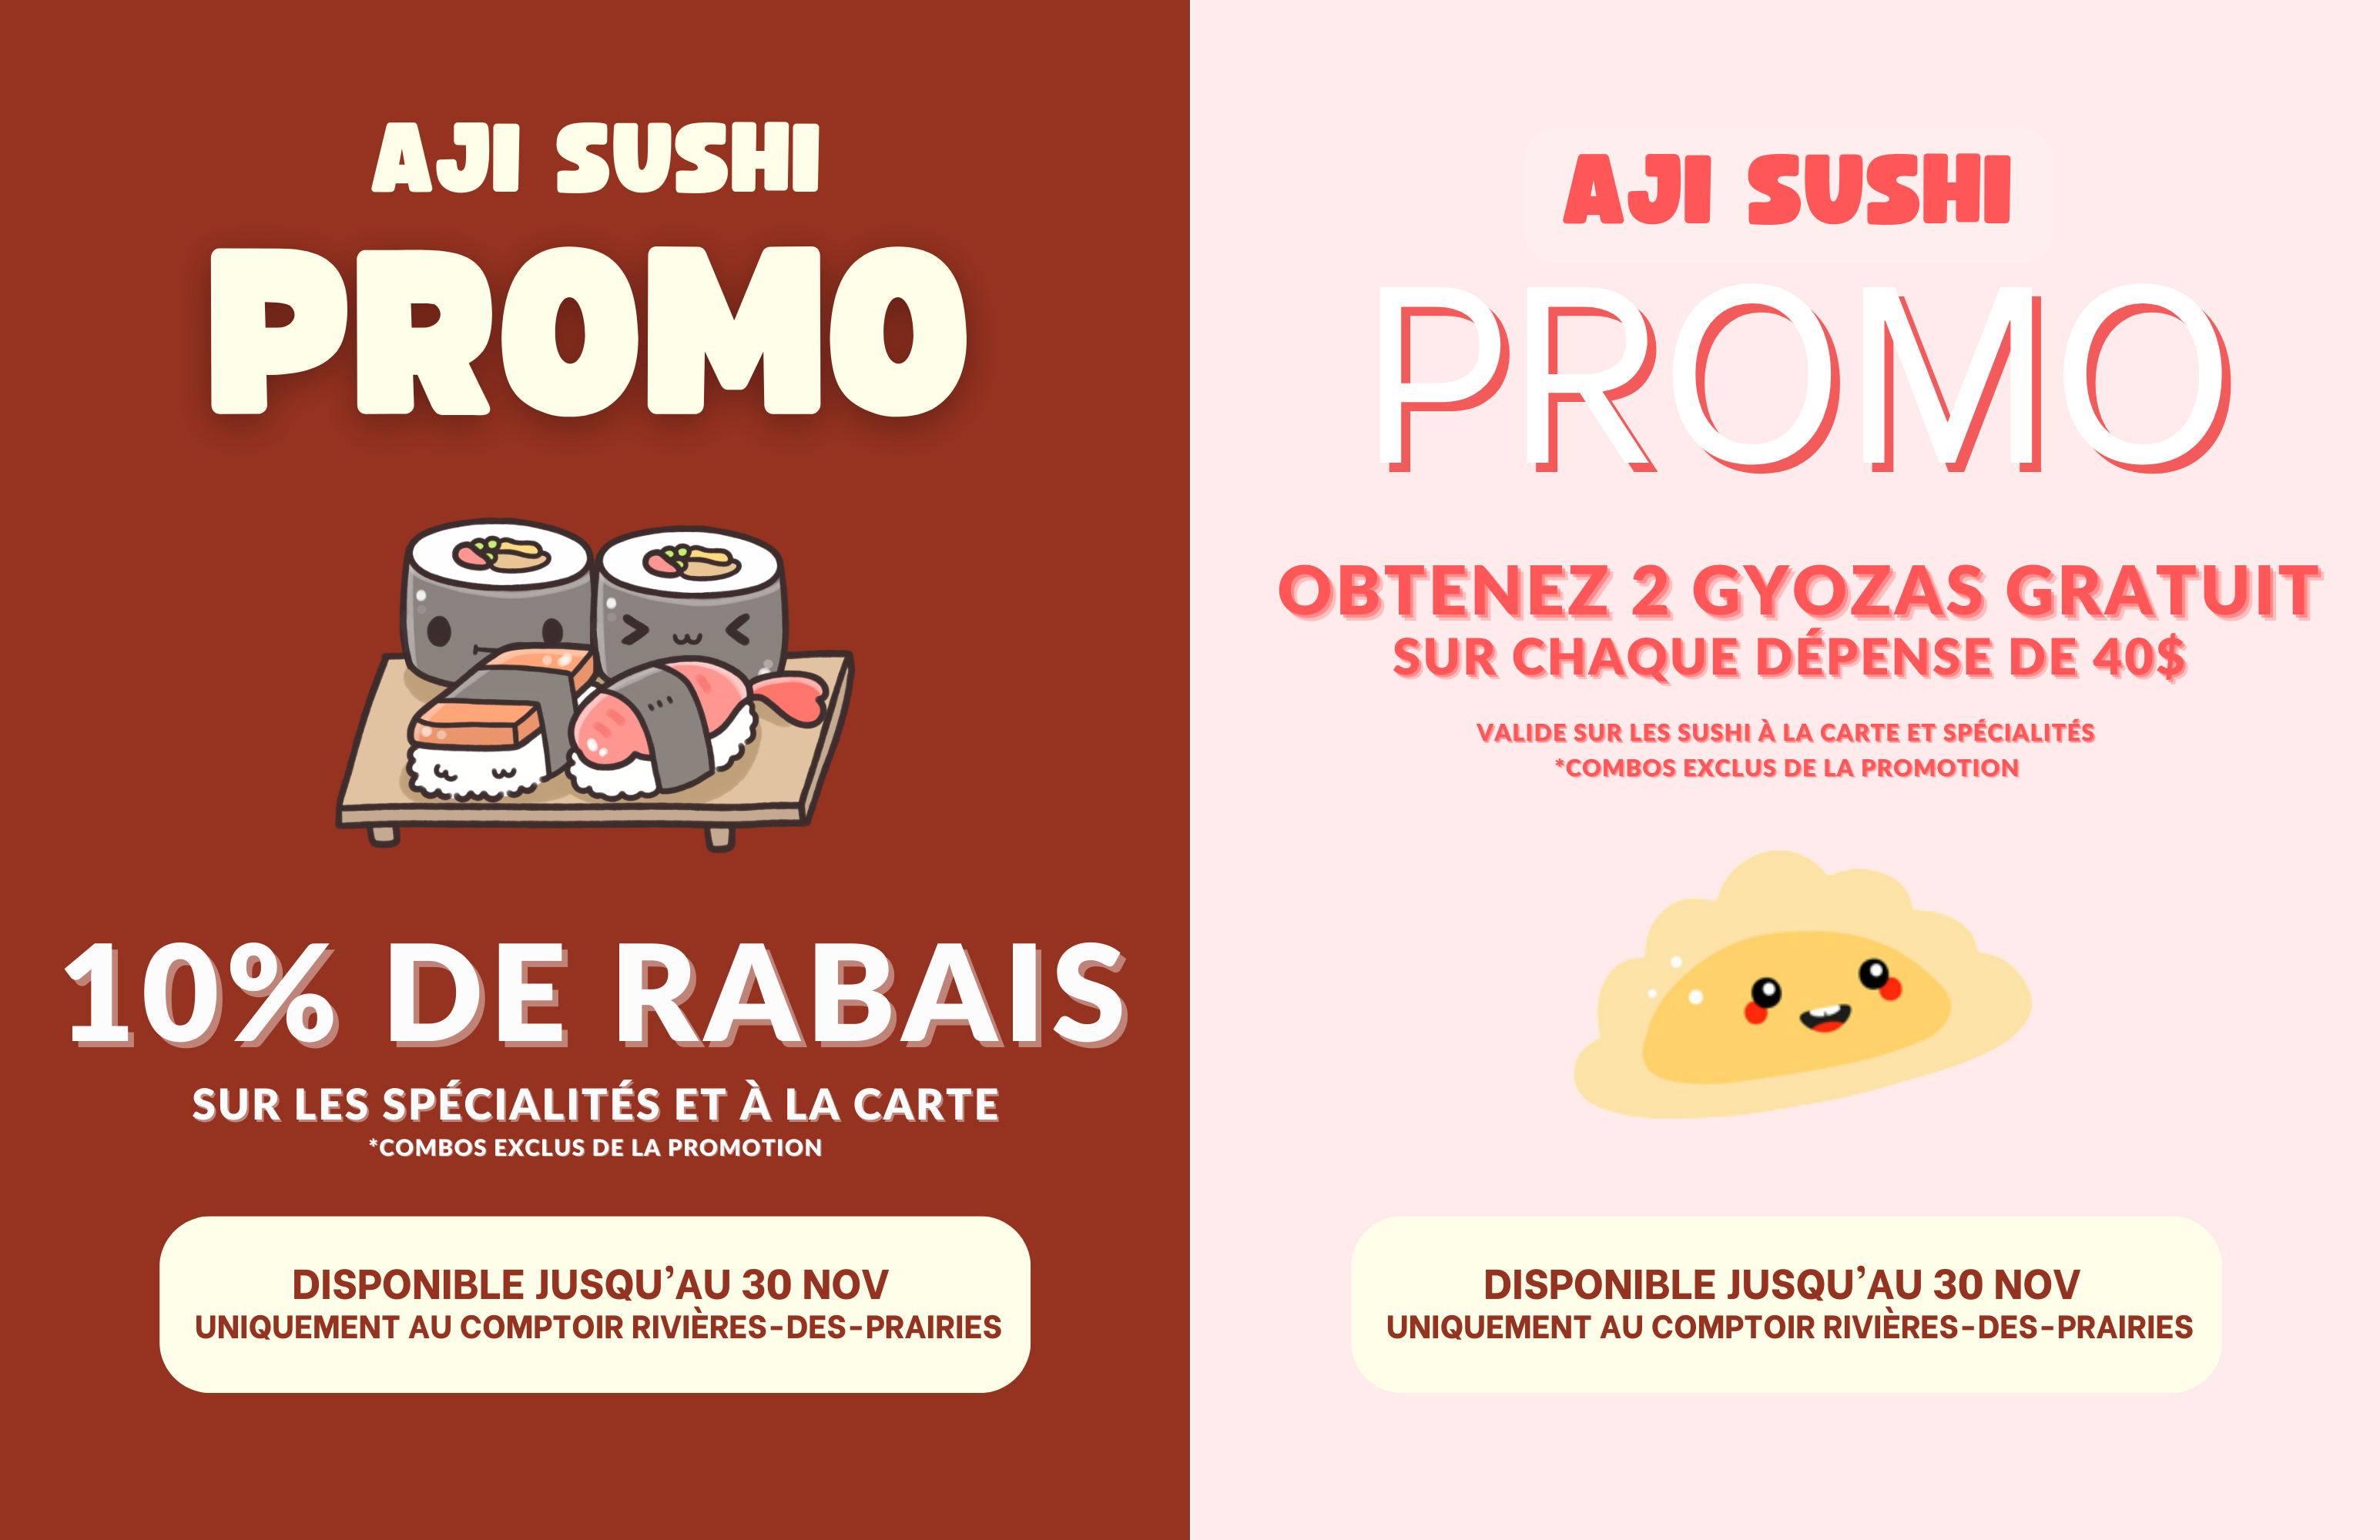 AJI SUSHI
PROMO
10% DE RABAIS
SUR LES SPÉCIALITÉS ET À LA CARTE
*COMBOS EXCLUS DE LA PROMOTION
DISPONIBLE JUSQU'AU 30 NOV
UNIQUEMENT AU COMPTOIR RIVIÈRES-DES-PRAIRIES
AJI SUSHI
PROMO
OBTENEZ 2 GYOZAS GRATUIT
SUR CHAQUE DÉPENSE DE 40$
VALIDE SUR LES SUSHI À LA CARTE ET SPÉCIALITÉS
*COMBOS EXCLUS DE LA PROMOTION
DISPONIBLE JUSQU'AU 30 NOV
UNIQUEMENT AU COMPTOIR RIVIÈRES-DES-PRAIRIES